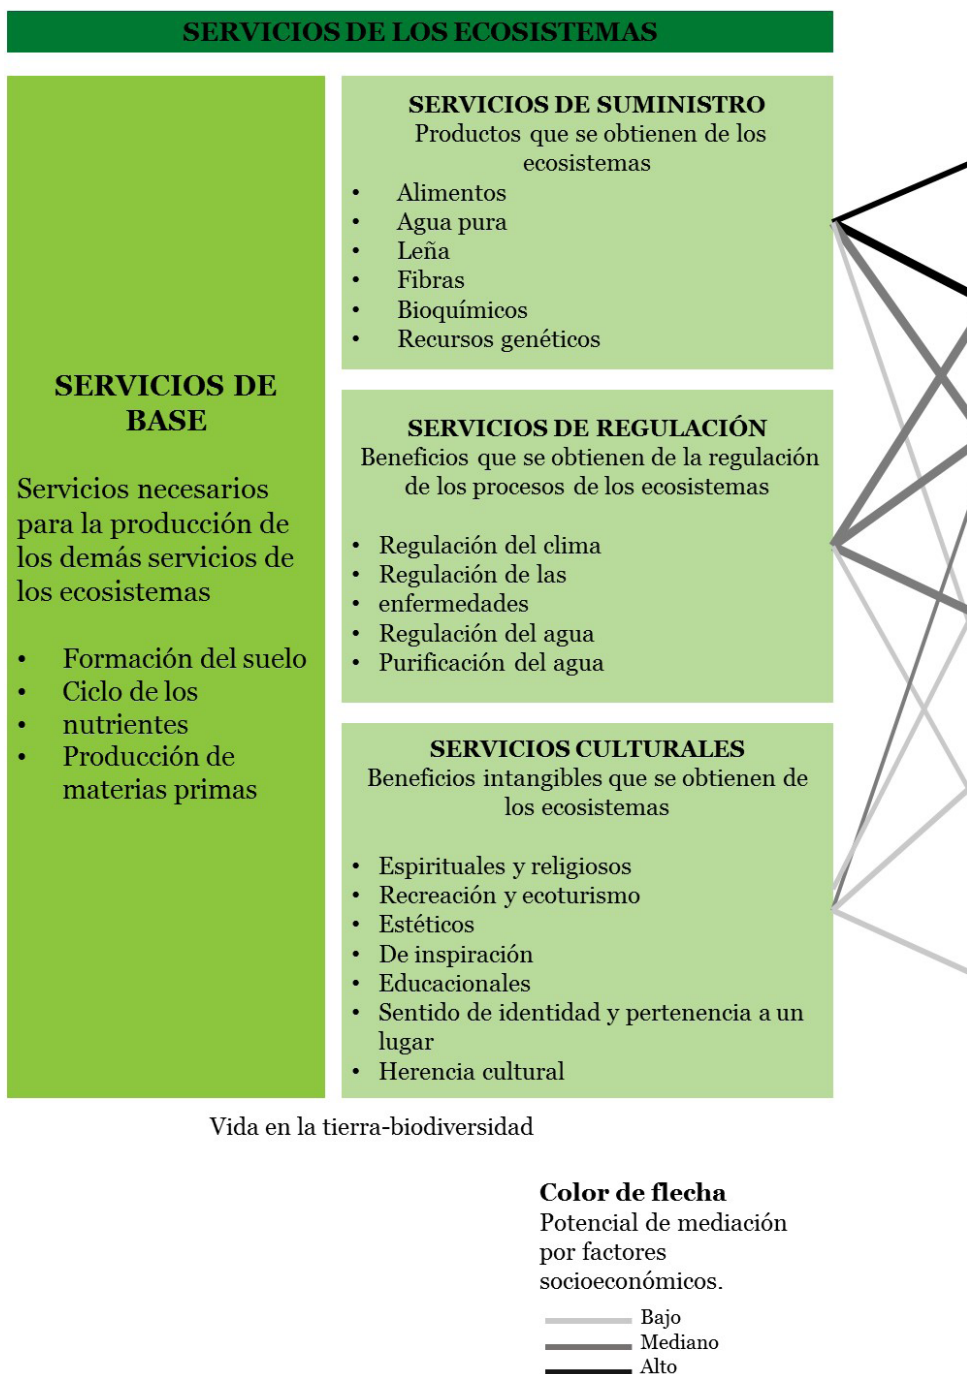 SERVICIOS DE LOS ECOSISTEMAS
SERVICIOS DE
BASE
Servicios necesarios
para la producción de
los demás servicios de
los ecosistemas
• Formación del suelo
• Ciclo de los
• nutrientes
• Producción de
materias primas
SERVICIOS DE SUMINISTRO
Productos que se obtienen de los
ecosistemas
• Alimentos
• Agua pura
• Leña
• Fibras
• Bioquímicos
• Recursos genéticos
SERVICIOS DE REGULACIÓN
Beneficios que se obtienen de la regulación
de los procesos de los ecosistemas
• Regulación del clima
• Regulación de las
• enfermedades
• Regulación del agua
• Purificación del agua
SERVICIOS CULTURALES
Beneficios intangibles que se obtienen de
los ecosistemas
• Espirituales y religiosos
• Recreación y ecoturismo
• Estéticos
• De inspiración
• Educacionales
• Sentido de identidad y pertenencia a un
lugar
• Herencia cultural
Vida en la tierra-biodiversidad
Color de flecha
Potencial de mediación
por factores
socioeconómicos.
Bajo
Mediano
Alto